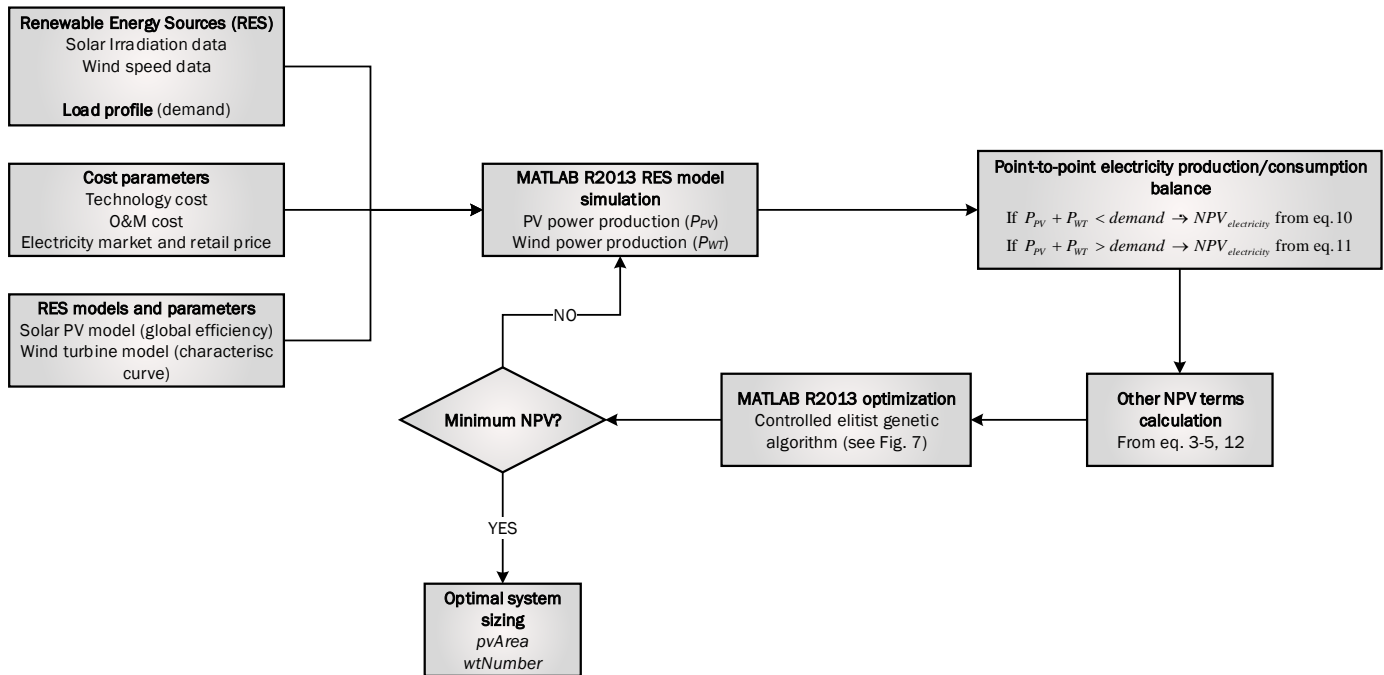 Renewable Energy Sources (RES)
Solar Irradiation data
Wind speed data
Load profile (demand)
Cost parameters
Technology cost
O&M cost
Electricity market and retail price
RES models and parameters
Solar PV model (global efficiency)
Wind turbine model (characterisc
curve)
MATLAB R2013 RES model
simulation
PV power production (PPV)
Wind power production (PWT)
Point-to-point electricity production/consumption
balance
If PPV + PWT < demand → NPVelectricity from eq.10
If PPV + PWT > demand → NPVelectricity from eq.11
Other NPV terms
calculation
From eq. 3-5, 12
MATLAB R2013 optimization
Controlled elitist genetic
algorithm (see Fig. 7)
Minimum NPV?
NO
YES
Optimal system
sizing
pvArea
wtNumber